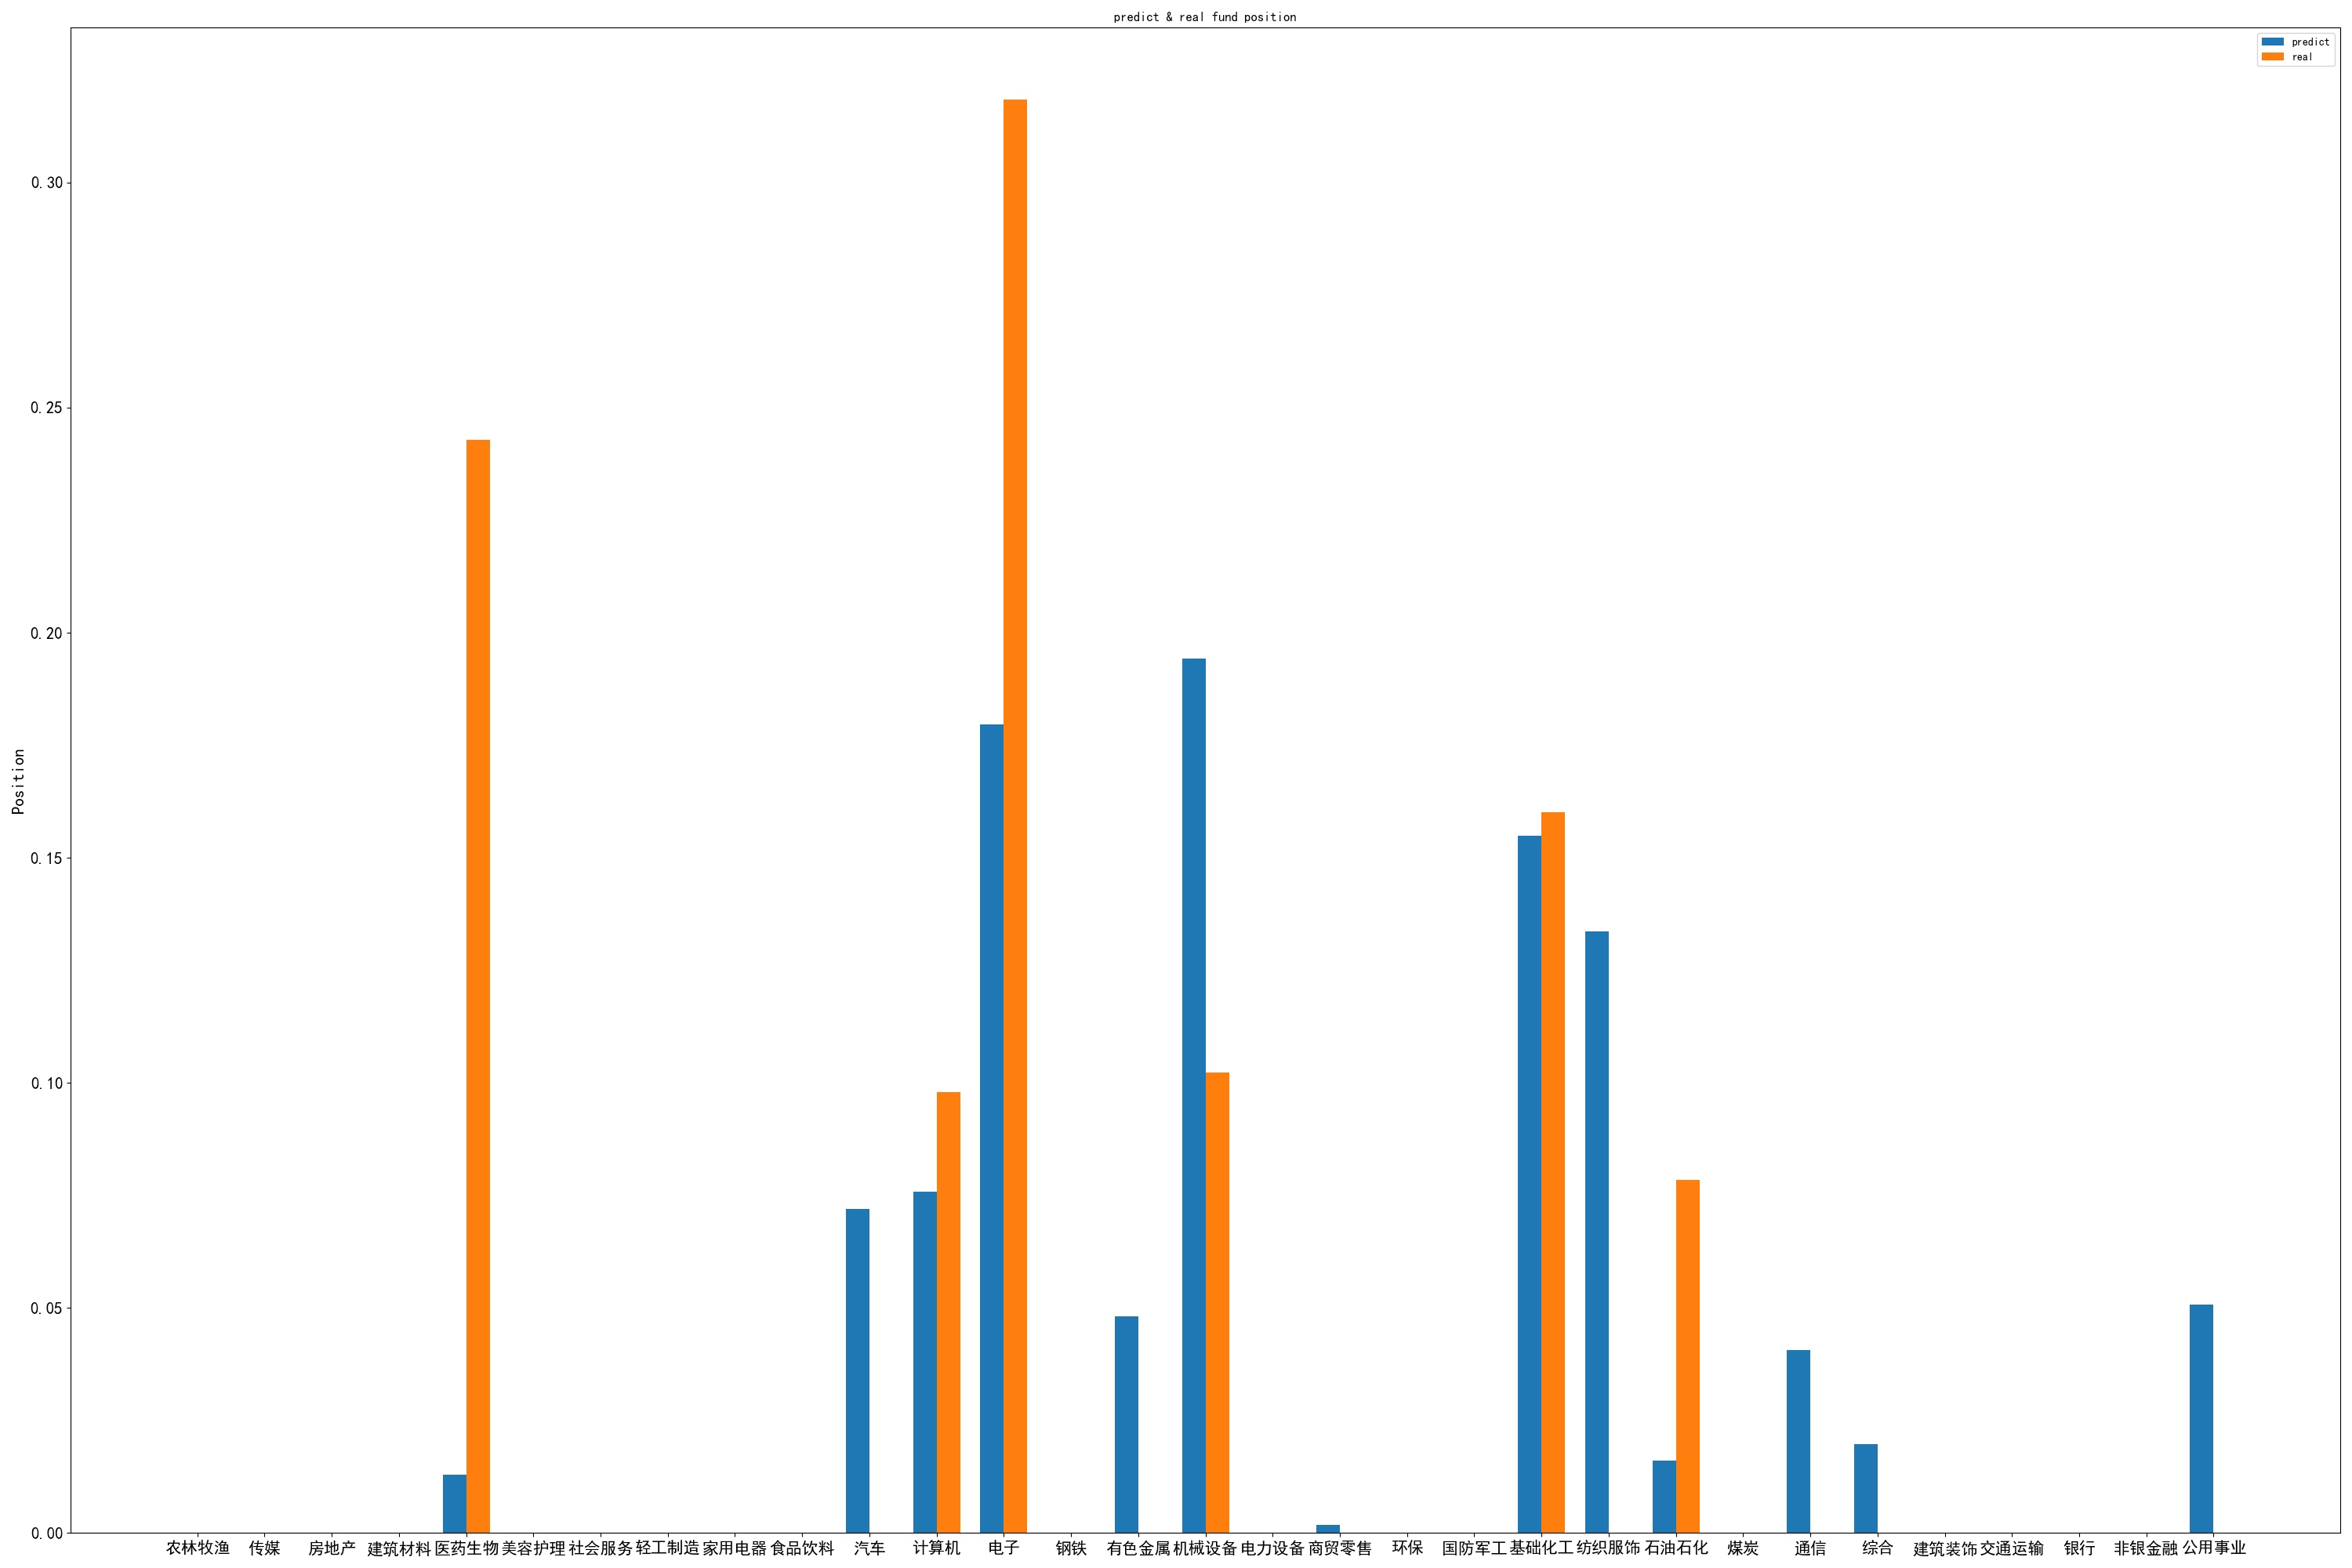 predict & real fund position
predict
real
0.30
0.25
0.20
0.15
0.10
0.05
0.00
Position
农林牧渔 传媒 房地产 建筑材料 医药生物 美容护理 社会服务 轻工制造 家用电器 食品饮料 汽车 计算机 电子 钢铁 有色金属 机械设备 电力设备 商贸零售 环保 国防军工 基础化工 纺织服饰 石油石化 煤炭 通信 综合 建筑装饰 交通运输 银行 非银金融 公用事业